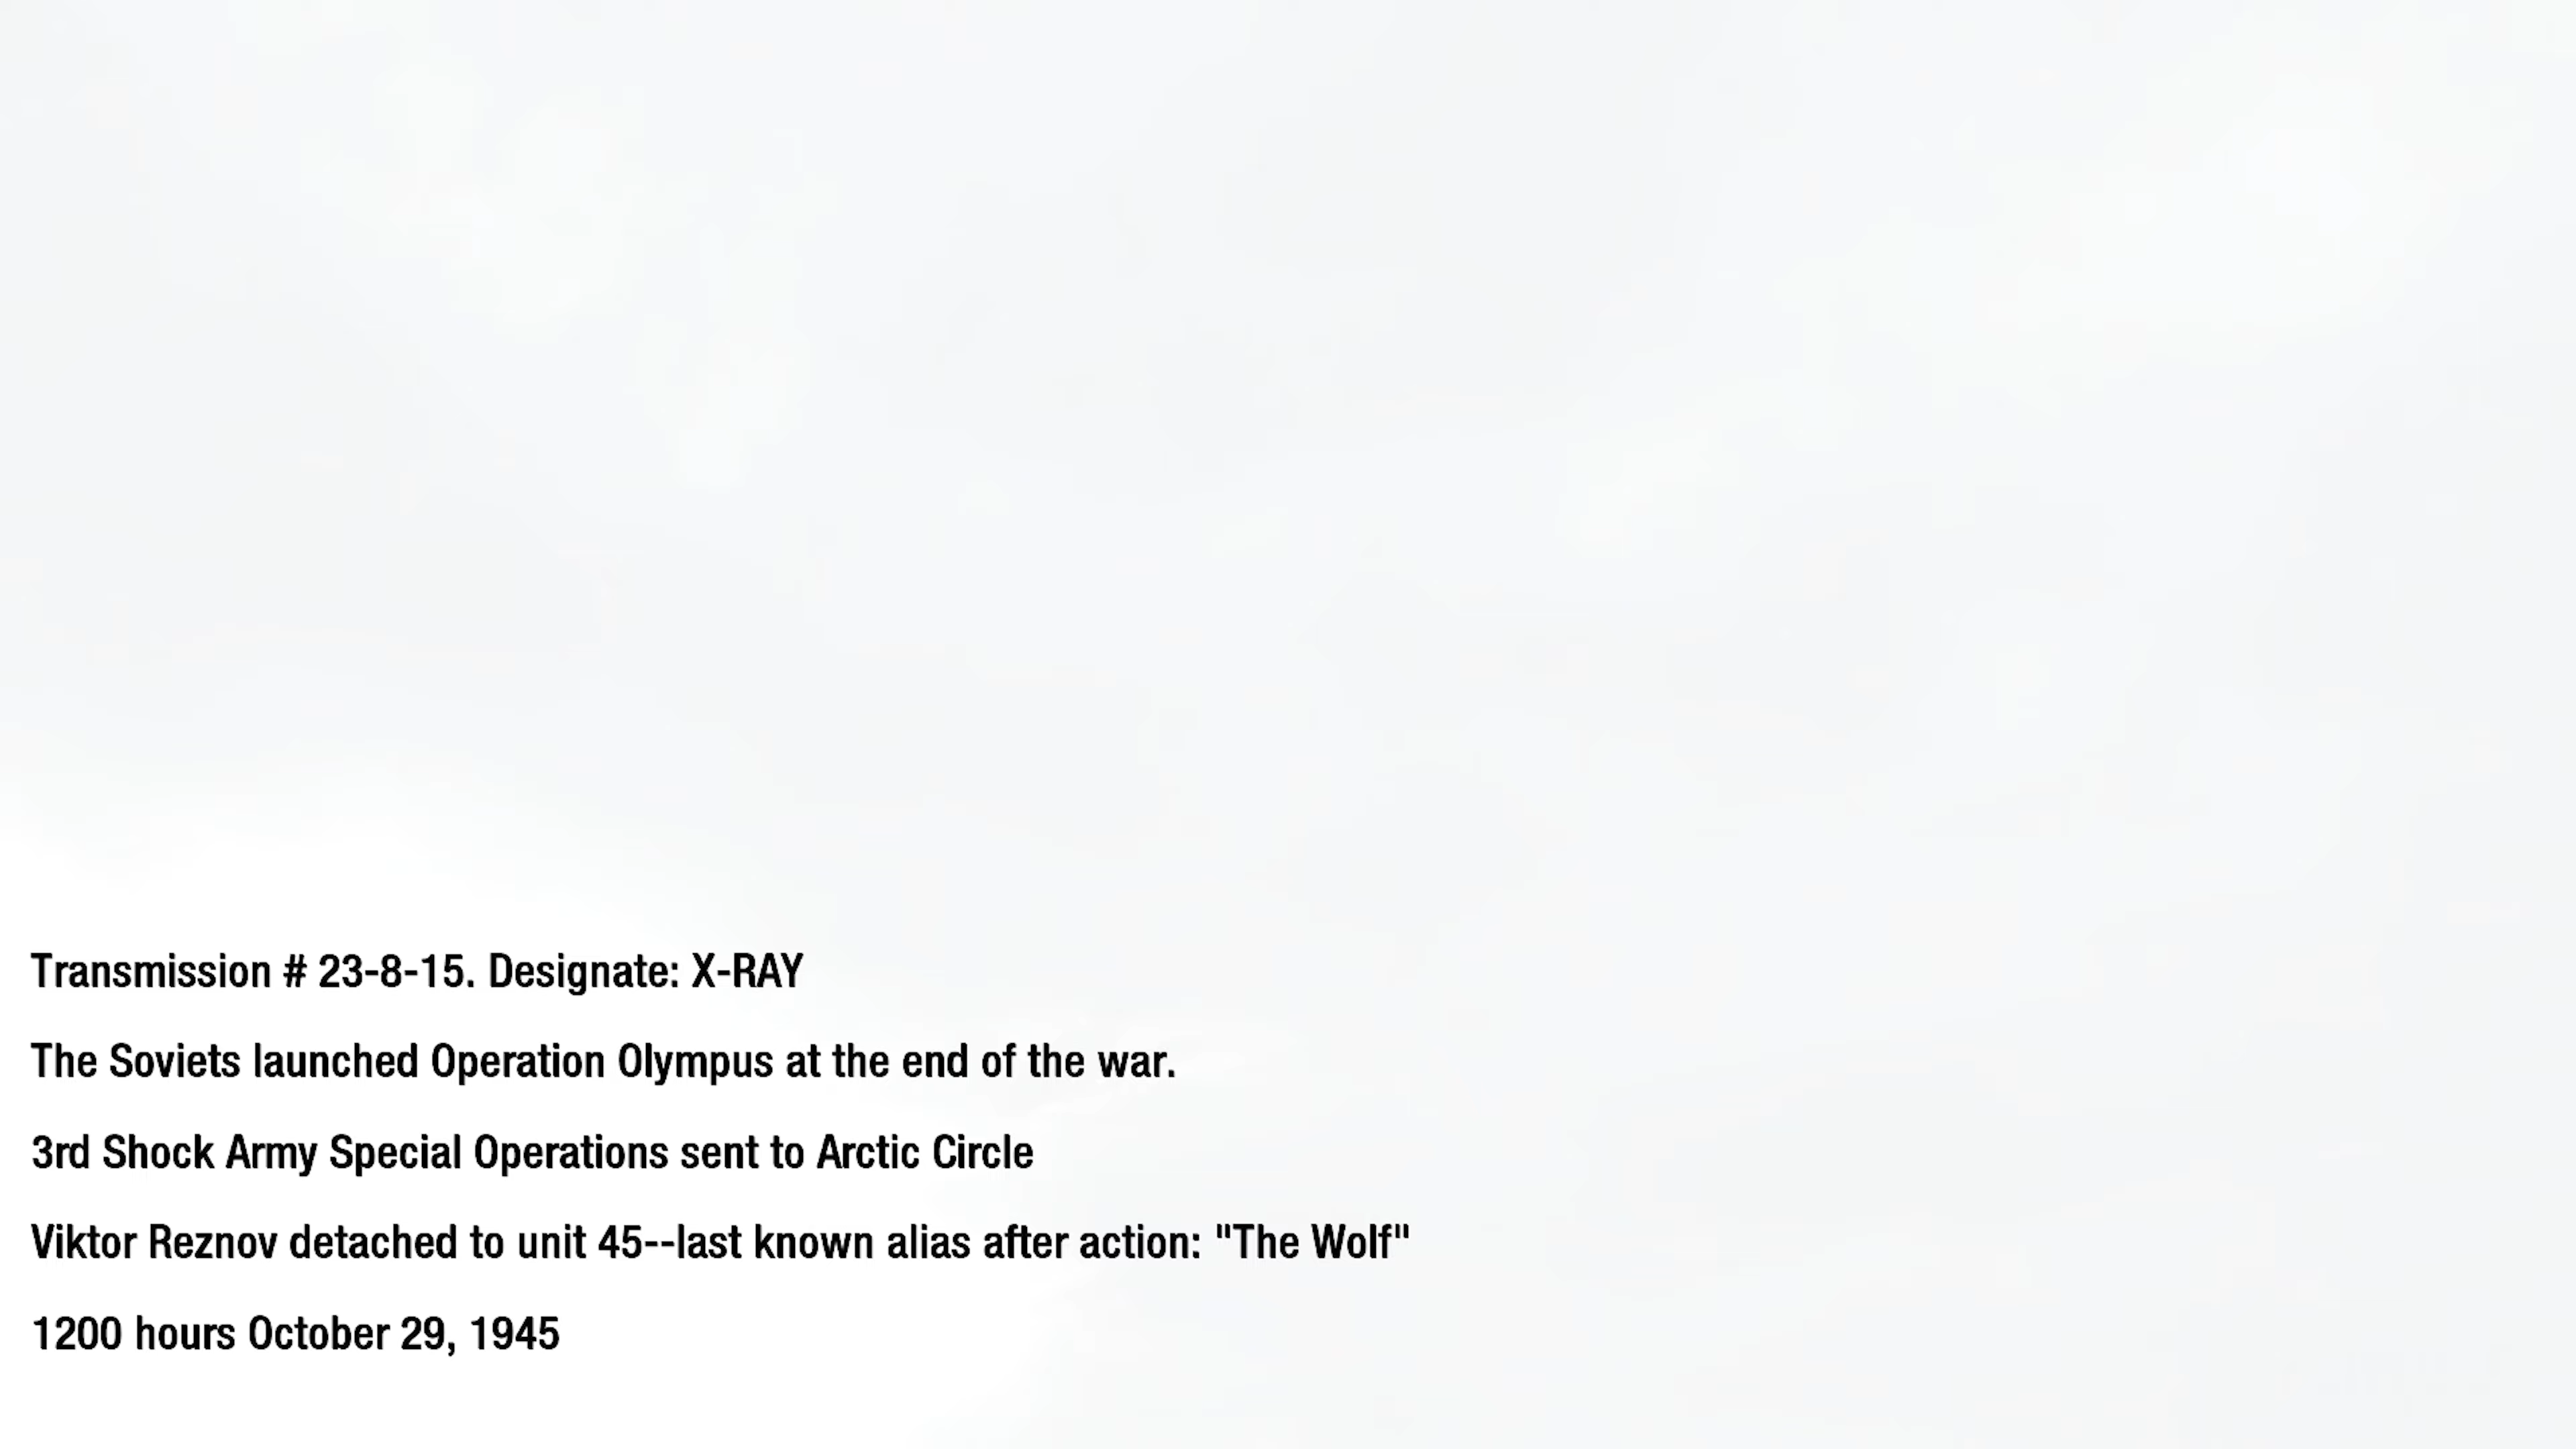 Transmission # 23-8-15. Designate: X-RAY
The Soviets launched Operation Olympus at the end of the war.
3rd Shock Army Special Operations sent to Arctic Circle
Viktor Reznov detached to unit 45--last known alias after action: "The Wolf"
1200 hours October 29, 1945